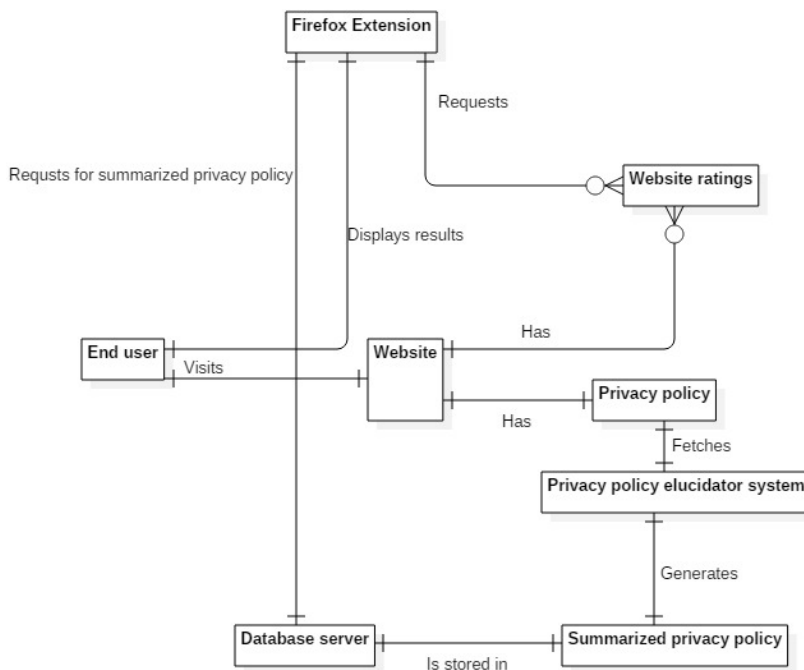 Firefox Extension
Requests
Requsts for summarized privacy policy
Website ratings
Displays results
Has
End user
Visits
Website
Privacy policy
Has
Fetches
Privacy policy elucidator system
Generates
Database server
Is stored in
Summarized privacy policy